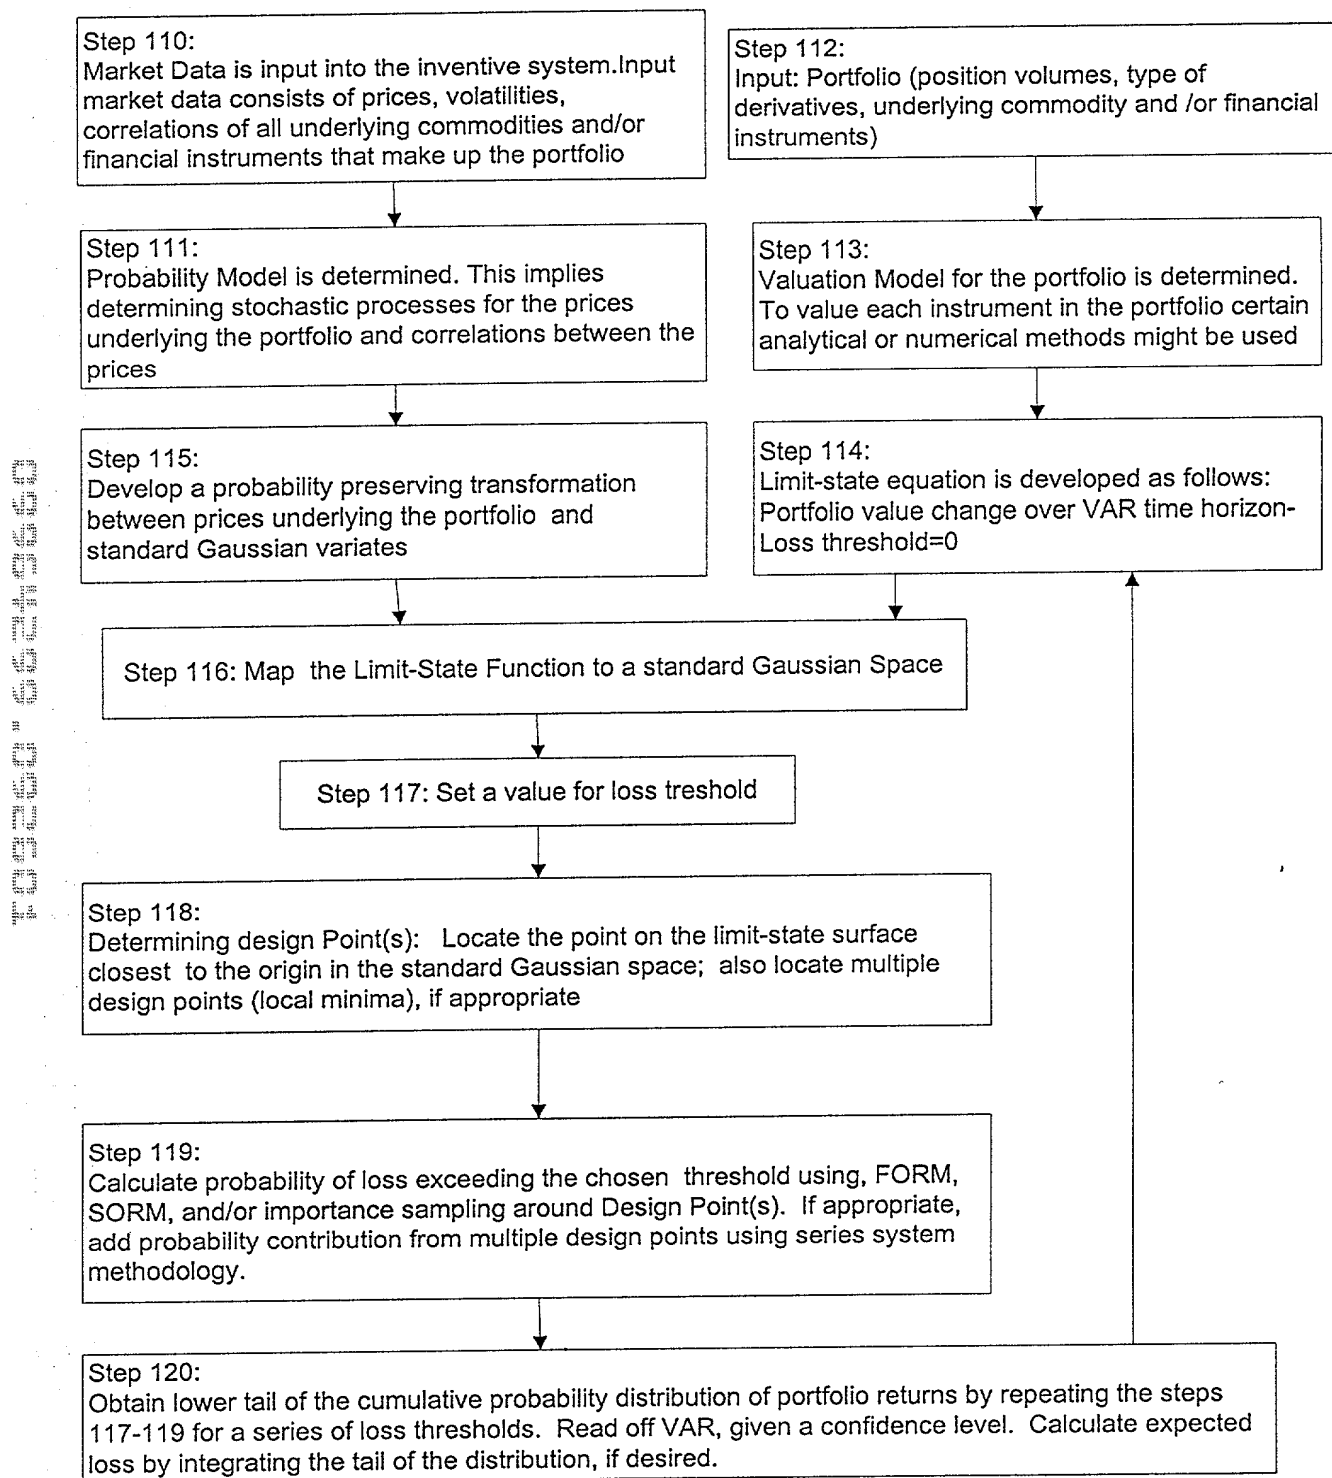 Step 110:
Market Data is input into the inventive system.Input
market data consists of prices, volatilities,
correlations of all underlying commodities and/or
financial instruments that make up the portfolio
Step 112:
Input: Portfolio (position volumes, type of
derivatives, underlying commodity and /or financial
instruments)
Step 111:
Probability Model is determined. This implies
determining stochastic processes for the prices
underlying the portfolio and correlations between the
prices
Step 113:
Valuation Model for the portfolio is determined.
To value each instrument in the portfolio certain
analytical or numerical methods might be used
Step 115:
Develop a probability preserving transformation
between prices underlying the portfolio and
standard Gaussian variates
Step 114:
Limit-state equation is developed as follows:
Portfolio value change over VAR time horizon-
Loss threshold=0
Step 116: Map the Limit-State Function to a standard Gaussian Space
Step 117: Set a value for loss treshold
Step 118:
Determining design Point(s): Locate the point on the limit-state surface
closest to the origin in the standard Gaussian space; also locate multiple
design points (local minima), if appropriate
Step 119:
Calculate probability of loss exceeding the chosen threshold using, FORM,
SORM, and/or importance sampling around Design Point(s). If appropriate,
add probability contribution from multiple design points using series system
methodology.
Step 120:
Obtain lower tail of the cumulative probability distribution of portfolio returns by repeating the steps
117-119 for a series of loss thresholds. Read off VAR, given a confidence level. Calculate expected
loss by integrating the tail of the distribution, if desired.